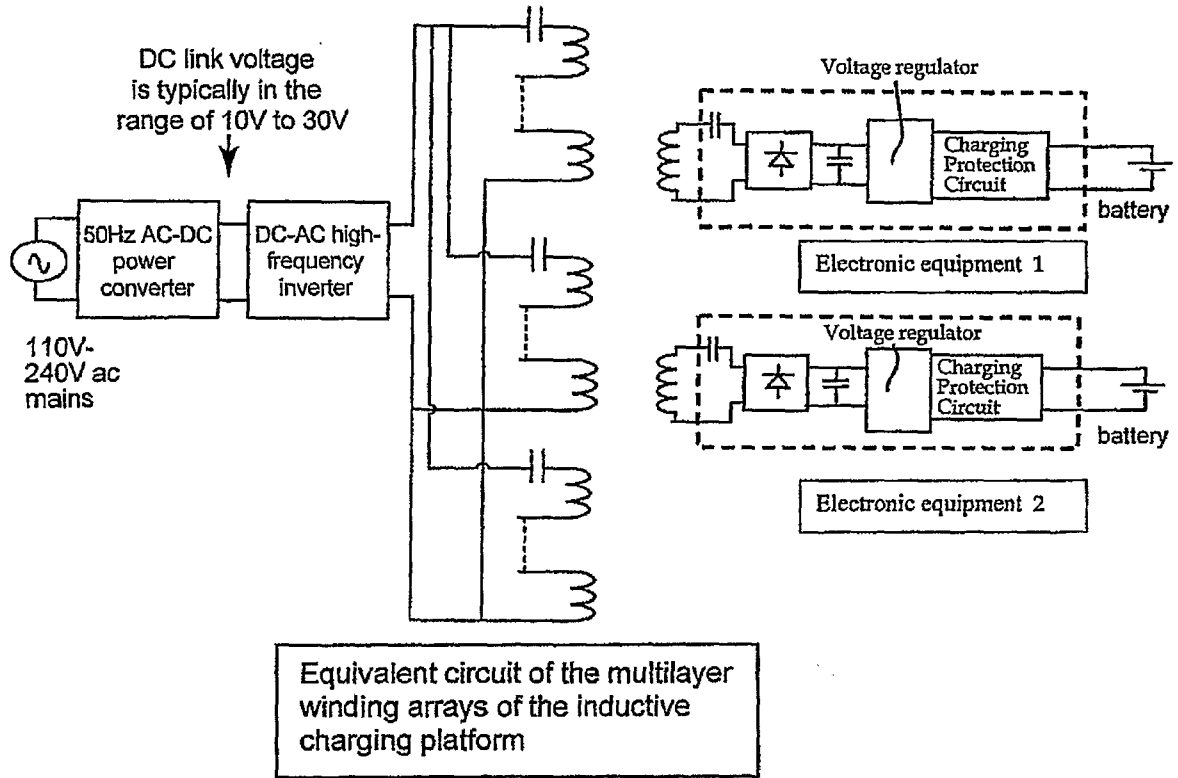 DC link voltage
is typically in the
range of 10V to 30V
50Hz AC-DC
power
converter
DC-AC high-
frequency
inverter
110V-
240V ac
mains
Voltage regulator
Charging
Protection
Circuit
battery
Electronic equipment 1
Voltage regulator
Charging
Protection
Circuit
battery
Electronic equipment 2
Equivalent circuit of the multilayer
winding arrays of the inductive
charging platform